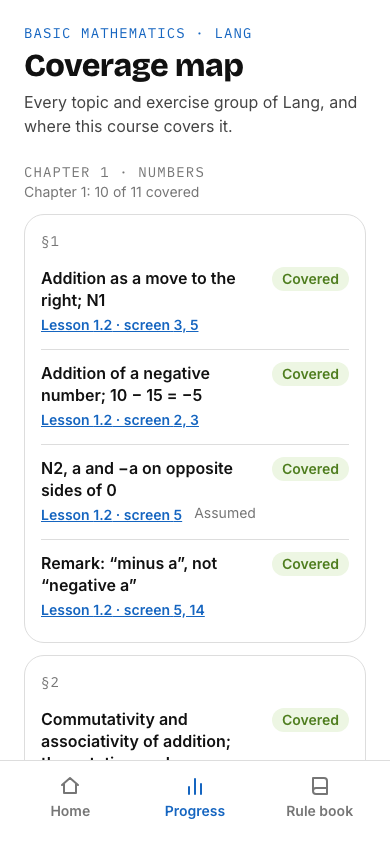 BASIC MATHEMATICS · LANG
Coverage map
Every topic and exercise group of Lang, and
where this course covers it.
CHAPTER 1 · NUMBERS
Chapter 1: 10 of 11 covered
§1
Addition as a move to the
right; N1
Covered
Lesson 1.2 · screen 3, 5
Addition of a negative
number; 10 − 15 = −5
Covered
Lesson 1.2 · screen 2, 3
N2, a and −a on opposite
sides of 0
Covered
Lesson 1.2 · screen 5 Assumed
Remark: “minus a”, not
“negative a”
Covered
Lesson 1.2 · screen 5, 14
§2
Commutativity and
associativity of addition;
Covered
Home
Progress
Rule book